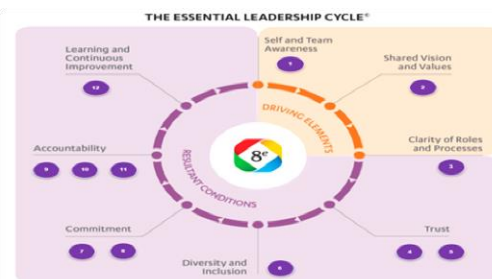 THE ESSENTIAL LEADERSHIP CYCLE®
Learning and
Continuous
Improvement
12
Self and Team
Awareness
1
Shared Vision
and Values
2
DRIVING ELEMENTS
8e
RESULTANT CONDITIONS
Accountability
9 10 11
Clarity of Roles
and Processes
3
Commitment
7 8
Diversity and
Inclusion
6
Trust
4 5